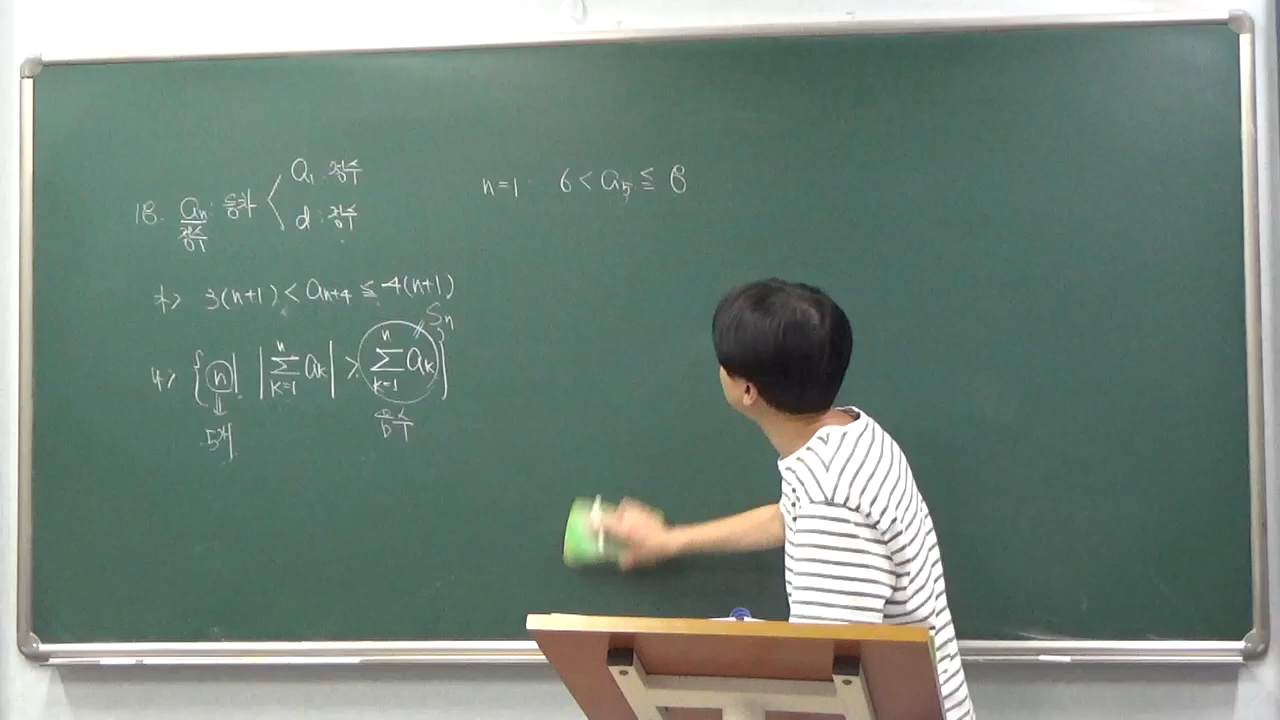 18. aₙ : 등차 < a₁ : 정수
정수 d : 정수
가> 3(n+1) < aₙ₊₄ ≦ 4(n+1)
나> {n| |∑ₖ₌₁ⁿ aₖ| > ∑ₖ₌₁ⁿ aₖ} Sₙ
5개 음수
n=1 6 < a₅ ≦ 8